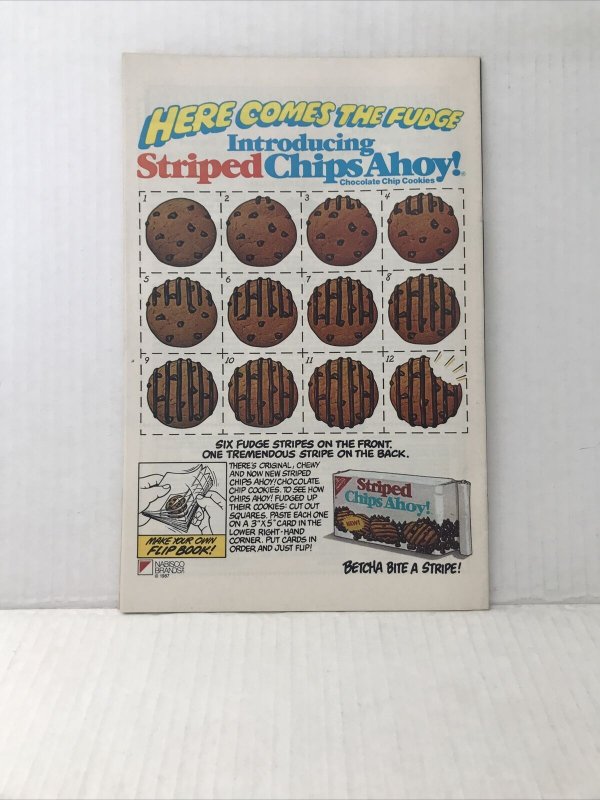 HERE COMES THE FUDGE
Introducing
Striped Chips Ahoy!®
Chocolate Chip Cookies
1 2 3 4
5 6 7 8
9 10 11 12
SIX FUDGE STRIPES ON THE FRONT.
ONE TREMENDOUS STRIPE ON THE BACK.
MAKE YOUR OWN
FLIP BOOK!
THERE'S ORIGINAL, CHEWY
AND NOW NEW STRIPED
CHIPS AHOY! CHOCOLATE
CHIP COOKIES. TO SEE HOW
CHIPS AHOY! FUDGED UP
THEIR COOKIES: CUT OUT
SQUARES. PASTE EACH ONE
ON A 3"X5" CARD IN THE
LOWER RIGHT-HAND
CORNER. PUT CARDS IN
ORDER AND JUST FLIP!
Striped
Chips Ahoy!
NEW!
BETCHA BITE A STRIPE!
NABISCO
BRANDS
© 1987